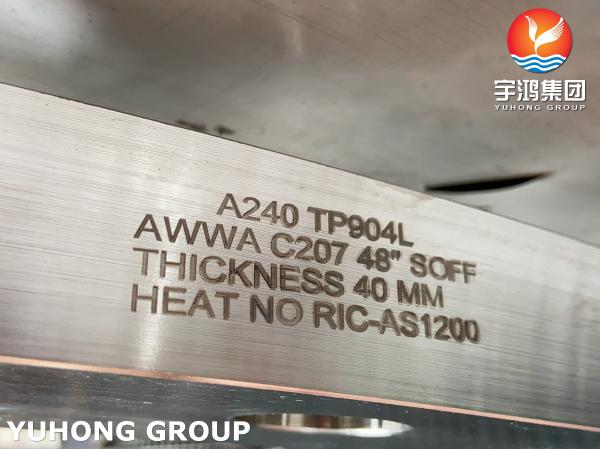 宇鸿集团
YUHONG GROUP
A240 TP904L
AWWA C207 48" SOFF
THICKNESS 40 MM
HEAT NO RIC-AS1200
YUHONG GROUP